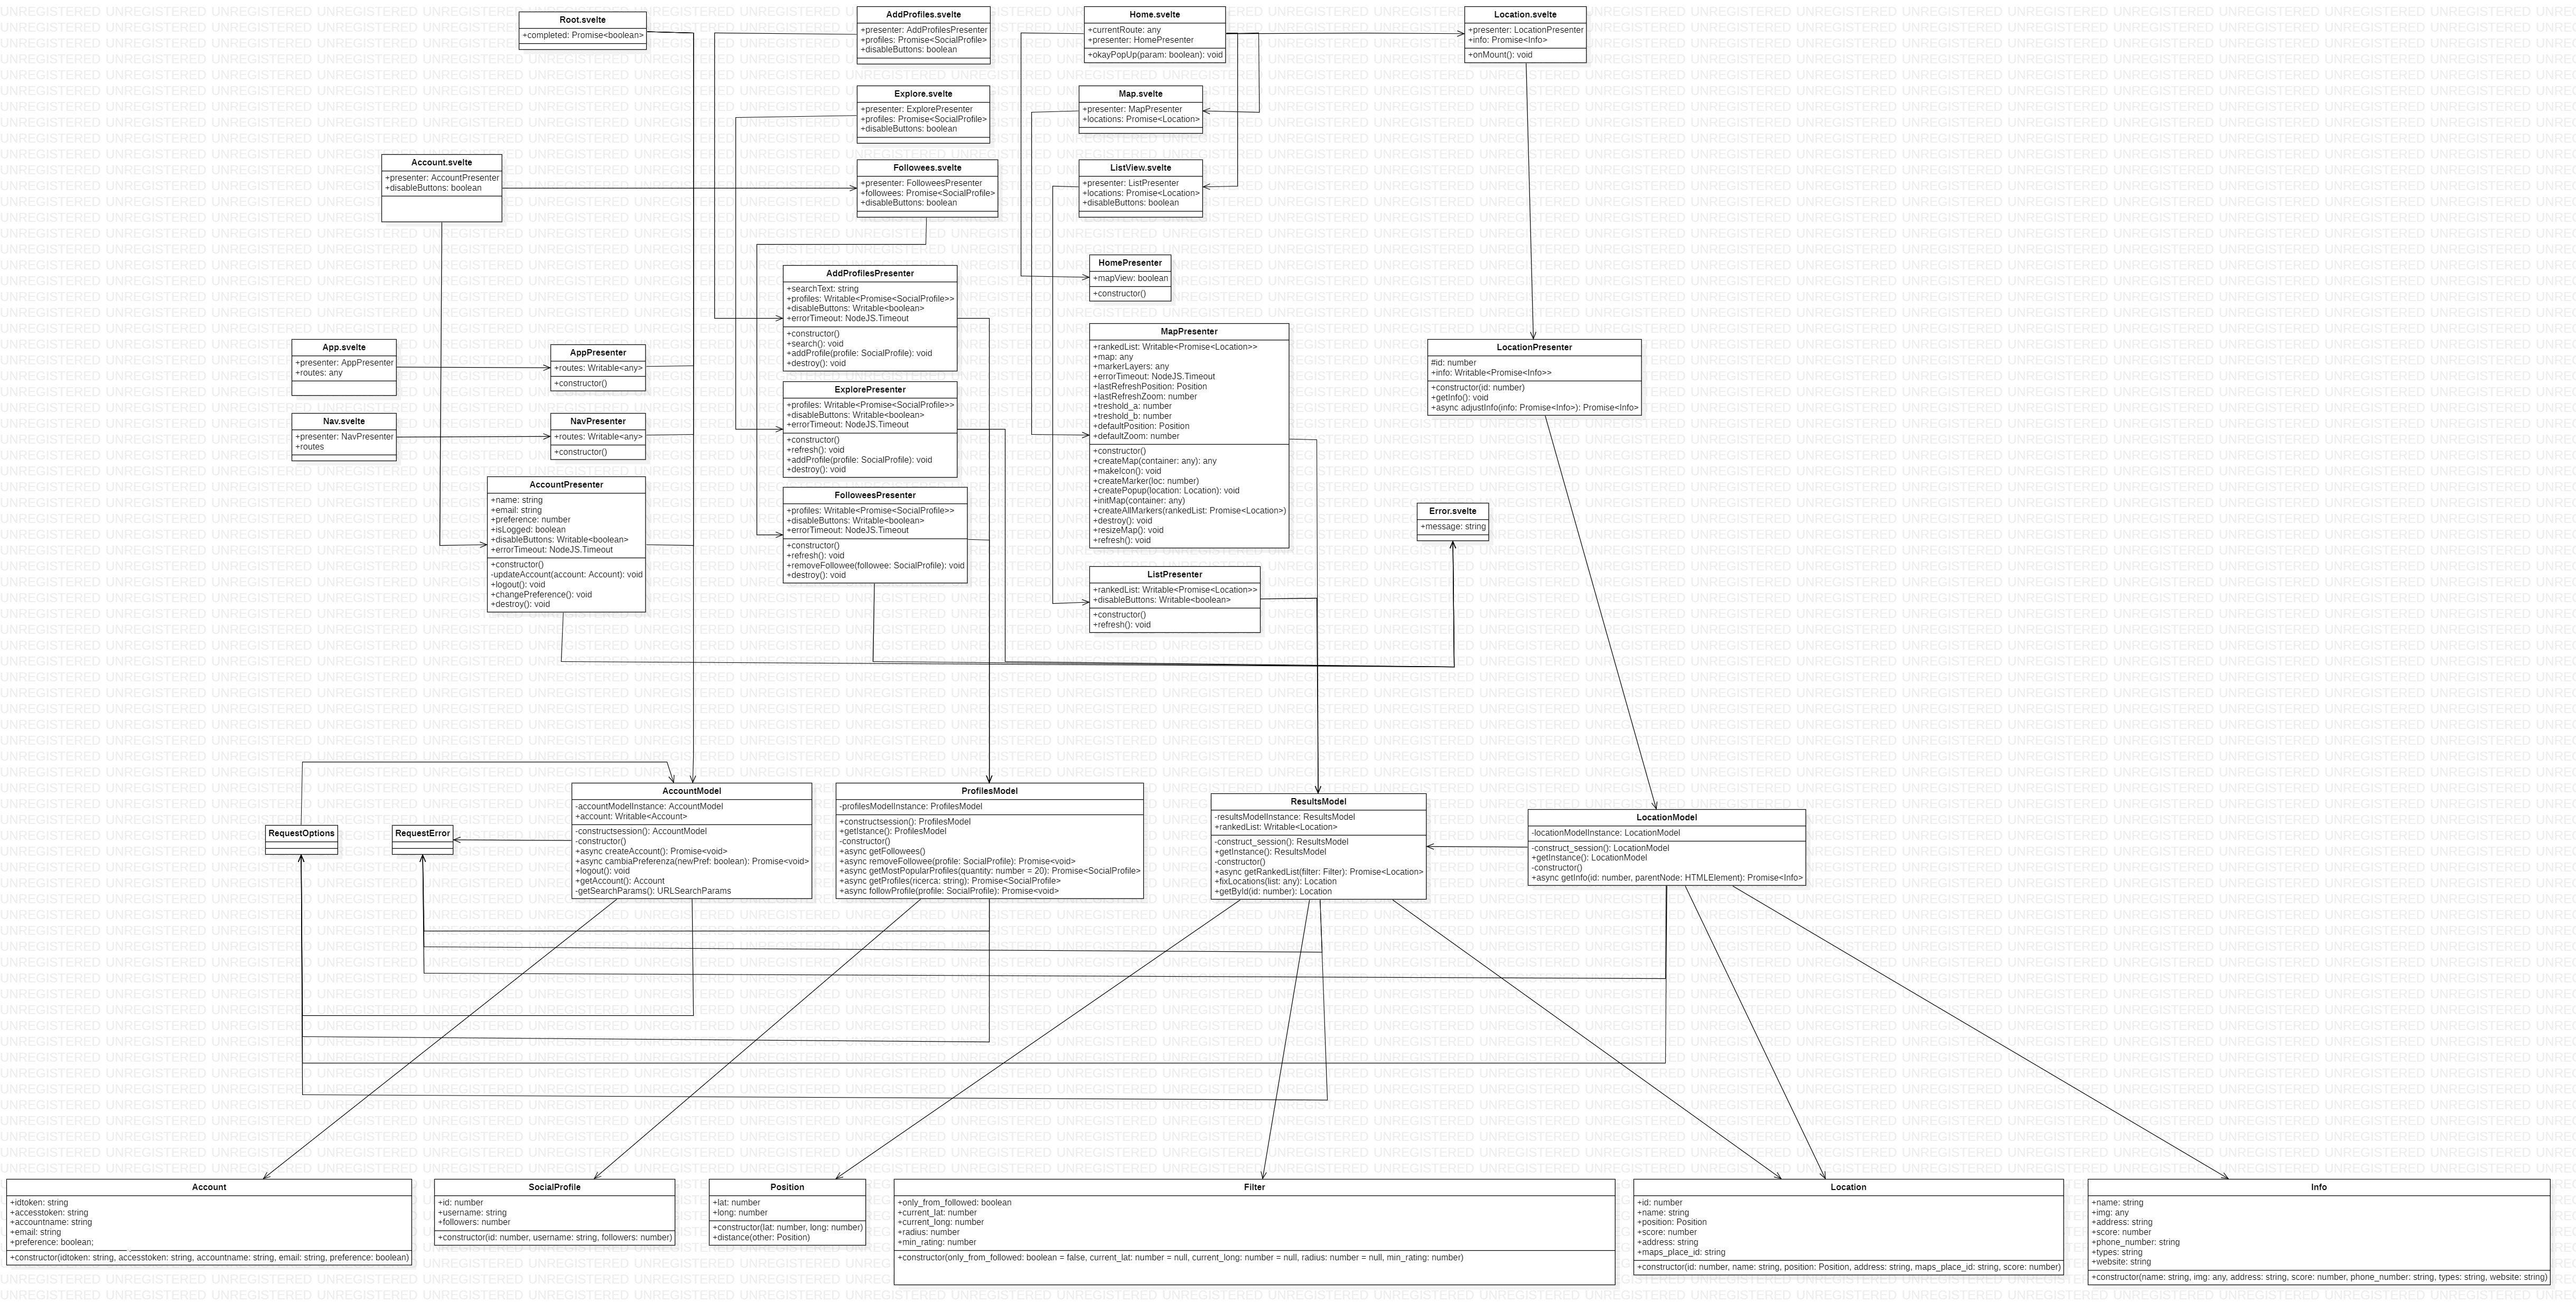 Root.svelte
+completed: Promise<boolean>
AddProfiles.svelte
+presenter: AddProfilesPresenter
+profiles: Promise<SocialProfile>
+disableButtons: boolean
Home.svelte
+currentRoute: any
+presenter: HomePresenter
+okayPopUp(param: boolean): void
Location.svelte
+presenter: LocationPresenter
+info: Promise<Info>
+onMount(): void
Explore.svelte
+presenter: ExplorePresenter
+profiles: Promise<SocialProfile>
+disableButtons: boolean
Map.svelte
+presenter: MapPresenter
+locations: Promise<Location>
Account.svelte
+presenter: AccountPresenter
+disableButtons: boolean
Followees.svelte
+presenter: FolloweesPresenter
+followees: Promise<SocialProfile>
+disableButtons: boolean
ListView.svelte
+presenter: ListPresenter
+locations: Promise<Location>
+disableButtons: boolean
HomePresenter
+mapView: boolean
+constructor()
AddProfilesPresenter
+searchText: string
+profiles: Writable<Promise<SocialProfile>>
+disableButtons: Writable<boolean>
+errorTimeout: NodeJS.Timeout
+constructor()
+search(): void
+addProfile(profile: SocialProfile): void
+destroy(): void
MapPresenter
+rankedList: Writable<Promise<Location>>
+map: any
+markerLayers: any
+errorTimeout: NodeJS.Timeout
+lastRefreshPosition: Position
+lastRefreshZoom: number
+treshold_a: number
+treshold_b: number
+defaultPosition: Position
+defaultZoom: number
+constructor()
+createMap(container: any): any
+makeIcon(): void
+createMarker(loc: number)
+createPopup(location: Location): void
+initMap(container: any)
+createAllMarkers(rankedList: Promise<Location>)
+destroy(): void
+resizeMap(): void
+refresh(): void
LocationPresenter
#id: number
+info: Writable<Promise<Info>>
+constructor(id: number)
+getInfo(): void
+async adjustInfo(info: Promise<Info>): Promise<Info>
App.svelte
+presenter: AppPresenter
+routes: any
AppPresenter
+routes: Writable<any>
+constructor()
ExplorePresenter
+profiles: Writable<Promise<SocialProfile>>
+disableButtons: Writable<boolean>
+errorTimeout: NodeJS.Timeout
+constructor()
+refresh(): void
+addProfile(profile: SocialProfile): void
+destroy(): void
Nav.svelte
+presenter: NavPresenter
+routes
NavPresenter
+routes: Writable<any>
+constructor()
AccountPresenter
+name: string
+email: string
+preference: number
+isLogged: boolean
+disableButtons: Writable<boolean>
+errorTimeout: NodeJS.Timeout
+constructor()
-updateAccount(account: Account): void
+logout(): void
+changePreference(): void
+destroy(): void
FolloweesPresenter
+profiles: Writable<Promise<SocialProfile>>
+disableButtons: Writable<boolean>
+errorTimeout: NodeJS.Timeout
+constructor()
+refresh(): void
+removeFollowee(followee: SocialProfile): void
+destroy(): void
Error.svelte
+message: string
ListPresenter
+rankedList: Writable<Promise<Location>>
+disableButtons: Writable<boolean>
+constructor()
+refresh(): void
RequestOptions
RequestError
AccountModel
-accountModelInstance: AccountModel
+account: Writable<Account>
-constructsession(): AccountModel
-constructor()
+async createAccount(): Promise<void>
+async cambiaPreferenza(newPref: boolean): Promise<void>
+logout(): void
+getAccount(): Account
-getSearchParams(): URLSearchParams
ProfilesModel
-profilesModelInstance: ProfilesModel
+constructsession(): ProfilesModel
+getIstance(): ProfilesModel
-constructor()
+async getFollowees()
+async removeFollowee(profile: SocialProfile): Promise<void>
+async getMostPopularProfiles(quantity: number = 20): Promise<SocialProfile>
+async getProfiles(ricerca: string): Promise<SocialProfile>
+async followProfile(profile: SocialProfile): Promise<void>
ResultsModel
-resultsModelInstance: ResultsModel
+rankedList: Writable<Location>
-construct_session(): ResultsModel
+getInstance(): ResultsModel
-constructor()
+async getRankedList(filter: Filter): Promise<Location>
+fixLocations(list: any): Location
+getById(id: number): Location
LocationModel
-locationModelInstance: LocationModel
-construct_session(): LocationModel
+getInstance(): LocationModel
-constructor()
+async getInfo(id: number, parentNode: HTMLElement): Promise<Info>
Account
+idtoken: string
+accesstoken: string
+accountname: string
+email: string
+preference: boolean;
+constructor(idtoken: string, accesstoken: string, accountname: string, email: string, preference: boolean)
SocialProfile
+id: number
+username: string
+followers: number
+constructor(id: number, username: string, followers: number)
Position
+lat: number
+long: number
+constructor(lat: number, long: number)
+distance(other: Position)
Filter
+only_from_followed: boolean
+current_lat: number
+current_long: number
+radius: number
+min_rating: number
+constructor(only_from_followed: boolean = false, current_lat: number = null, current_long: number = null, radius: number = null, min_rating: number)
Location
+id: number
+name: string
+position: Position
+score: number
+address: string
+maps_place_id: string
+constructor(id: number, name: string, position: Position, address: string, maps_place_id: string, score: number)
Info
+name: string
+img: any
+address: string
+score: number
+phone_number: string
+types: string
+website: string
+constructor(name: string, img: any, address: string, score: number, phone_number: string, types: string, website: string)